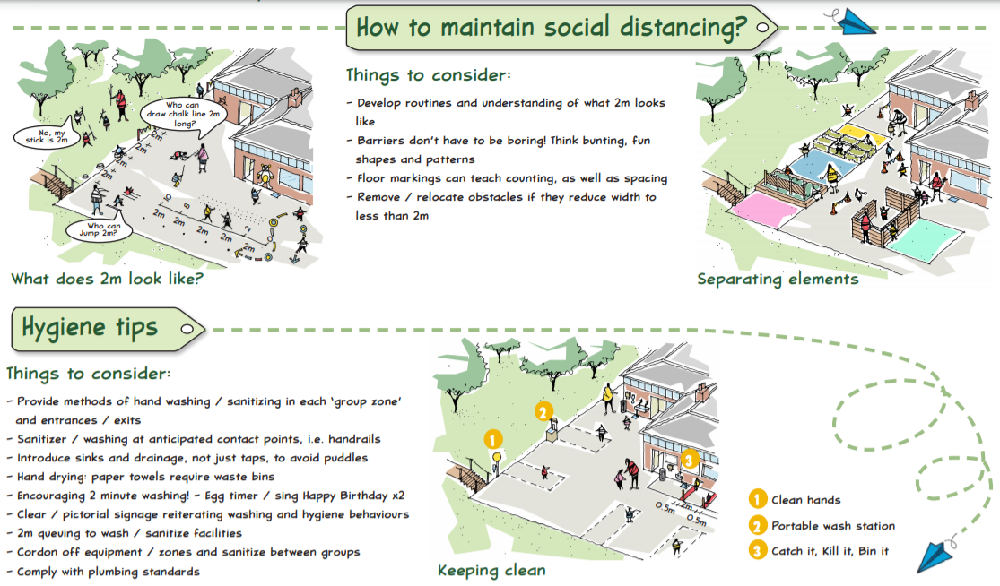 How to maintain social distancing?
Things to consider:
- Develop routines and understanding of what 2m looks
like
- Barriers don't have to be boring! Think bunting, fun
shapes and patterns
- Floor markings can teach counting, as well as spacing
- Remove / relocate obstacles if they reduce width to
less than 2m
Who can
draw chalk line 2m
long?
No, my
stick is 2m
Who can
Jump 2m?
2m
2m
2m
2m
2m
2m
2m
2m
2m
What does 2m look like?
Separating elements
Hygiene tips
Things to consider:
- Provide methods of hand washing / sanitizing in each 'group zone'
and entrances / exits
- Sanitizer / washing at anticipated contact points, i.e. handrails
- Introduce sinks and drainage, not just taps, to avoid puddles
- Hand drying: paper towels require waste bins
- Encouraging 2 minute washing! - Egg timer / sing Happy Birthday x2
- Clear / pictorial signage reiterating washing and hygiene behaviours
- 2m queuing to wash / sanitize facilities
- Cordon off equipment / zones and sanitize between groups
- Comply with plumbing standards
1
2
3
0.5m
2m
0.5m
Keeping clean
1 Clean hands
2 Portable wash station
3 Catch it, Kill it, Bin it